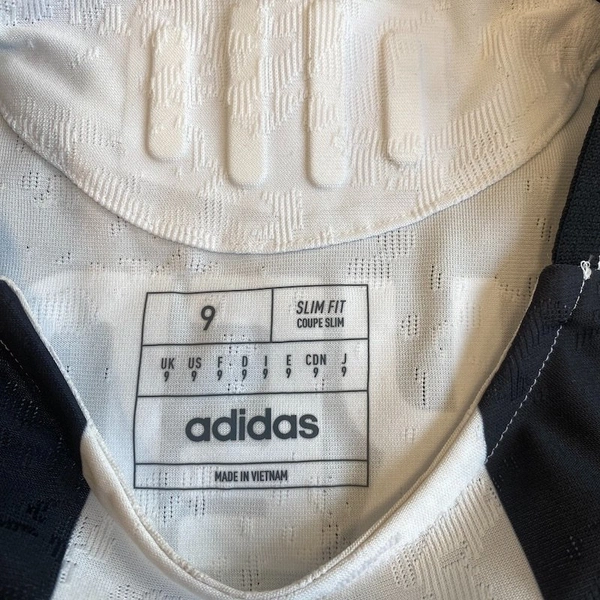 9
SLIM FIT
COUPE SLIM
UK US F D I E CDN J
9 9 9 9 9 9 9 9
adidas
MADE IN VIETNAM